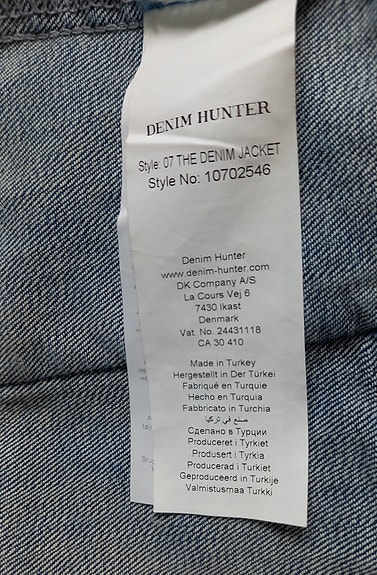 DENIM HUNTER
Style: 07 THE DENIM JACKET
Style No: 10702546
Denim Hunter
www.denim-hunter.com
DK Company A/S
La Cours Vej 6
7430 Ikast
Denmark
Vat. No. 24431118
CA 30 410
Made in Turkey
Hergestellt in Der Türkei
Fabriqué en Turquie
Hecho en Turquia
Fabbricato in Turchia
صنع في تركيا
Сделано в Турции
Produceret i Tyrkiet
Produsert i Tyrkia
Producerad i Turkiet
Geproduceerd in Turkije
Valmistusmaa Turkki